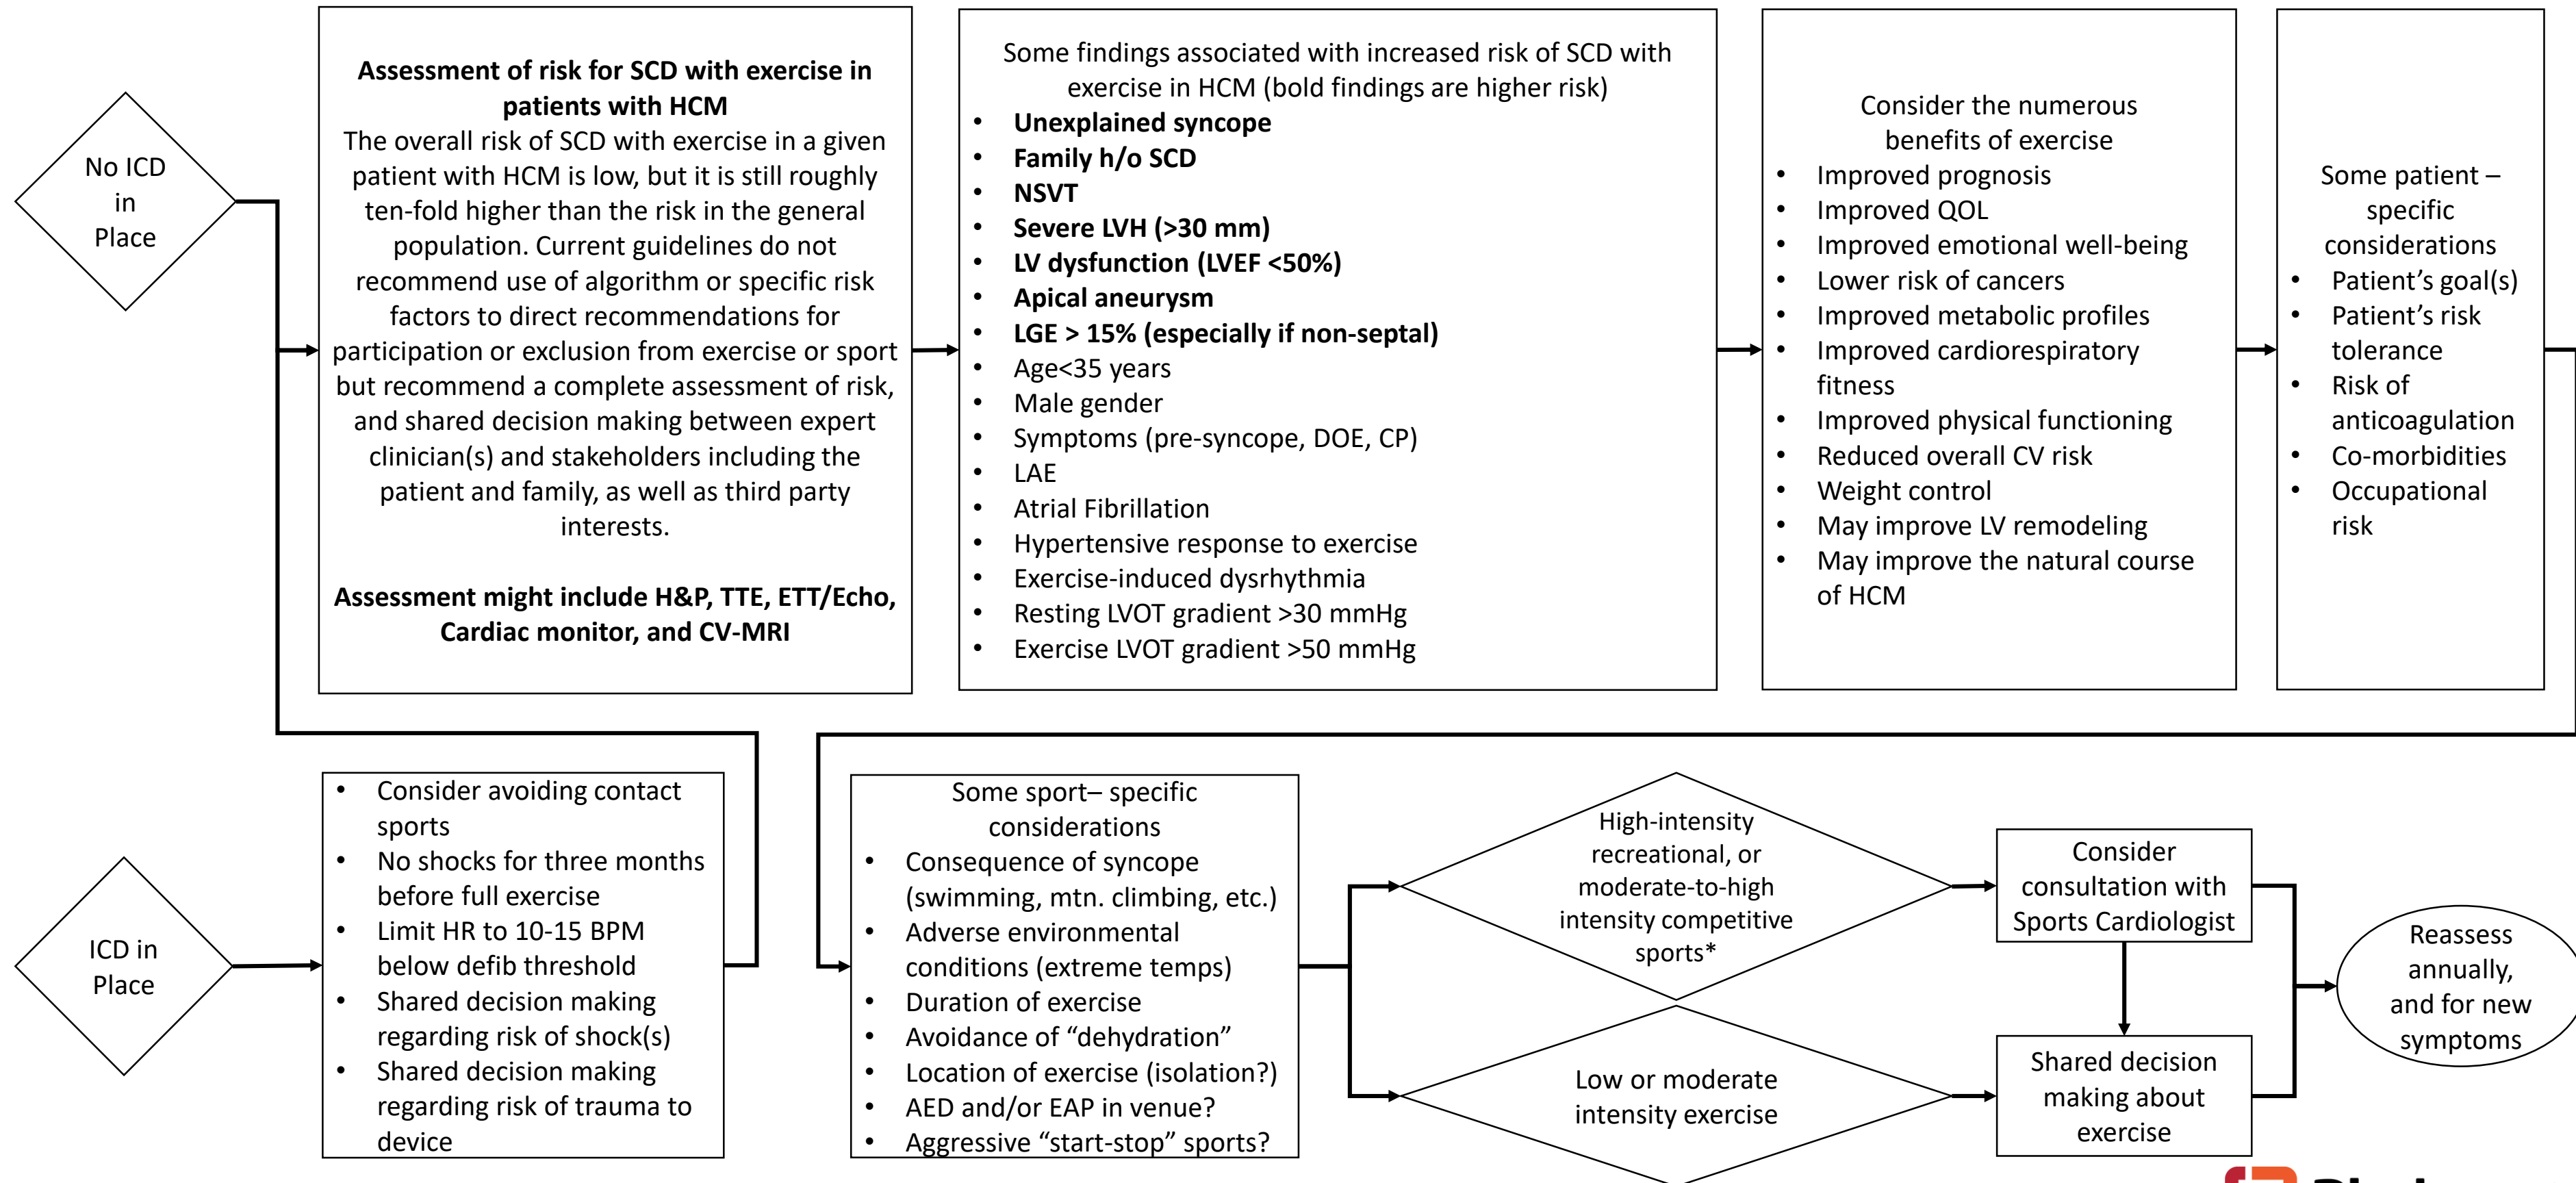 No ICD
in
Place
Assessment of risk for SCD with exercise in
patients with HCM
The overall risk of SCD with exercise in a given
patient with HCM is low, but it is still roughly
ten-fold higher than the risk in the general
population. Current guidelines do not
recommend use of algorithm or specific risk
factors to direct recommendations for
participation or exclusion from exercise or sport
but recommend a complete assessment of risk,
and shared decision making between expert
clinician(s) and stakeholders including the
patient and family, as well as third party
interests.
Assessment might include H&P, TTE, ETT/Echo,
Cardiac monitor, and CV-MRI
Some findings associated with increased risk of SCD with
exercise in HCM (bold findings are higher risk)
• Unexplained syncope
• Family h/o SCD
• NSVT
• Severe LVH (>30 mm)
• LV dysfunction (LVEF <50%)
• Apical aneurysm
• LGE > 15% (especially if non-septal)
• Age<35 years
• Male gender
• Symptoms (pre-syncope, DOE, CP)
• LAE
• Atrial Fibrillation
• Hypertensive response to exercise
• Exercise-induced dysrhythmia
• Resting LVOT gradient >30 mmHg
• Exercise LVOT gradient >50 mmHg
Consider the numerous
benefits of exercise
• Improved prognosis
• Improved QOL
• Improved emotional well-being
• Lower risk of cancers
• Improved metabolic profiles
• Improved cardiorespiratory
fitness
• Improved physical functioning
• Reduced overall CV risk
• Weight control
• May improve LV remodeling
• May improve the natural course
of HCM
Some patient –
specific
considerations
• Patient’s goal(s)
• Patient’s risk
tolerance
• Risk of
anticoagulation
• Co-morbidities
• Occupational
risk
ICD in
Place
• Consider avoiding contact
sports
• No shocks for three months
before full exercise
• Limit HR to 10-15 BPM
below defib threshold
• Shared decision making
regarding risk of shock(s)
• Shared decision making
regarding risk of trauma to
device
Some sport– specific
considerations
• Consequence of syncope
(swimming, mtn. climbing, etc.)
• Adverse environmental
conditions (extreme temps)
• Duration of exercise
• Avoidance of “dehydration”
• Location of exercise (isolation?)
• AED and/or EAP in venue?
• Aggressive “start-stop” sports?
High-intensity
recreational, or
moderate-to-high
intensity competitive
sports*
Low or moderate
intensity exercise
Consider
consultation with
Sports Cardiologist
Shared decision
making about
exercise
Reassess
annually,
and for new
symptoms